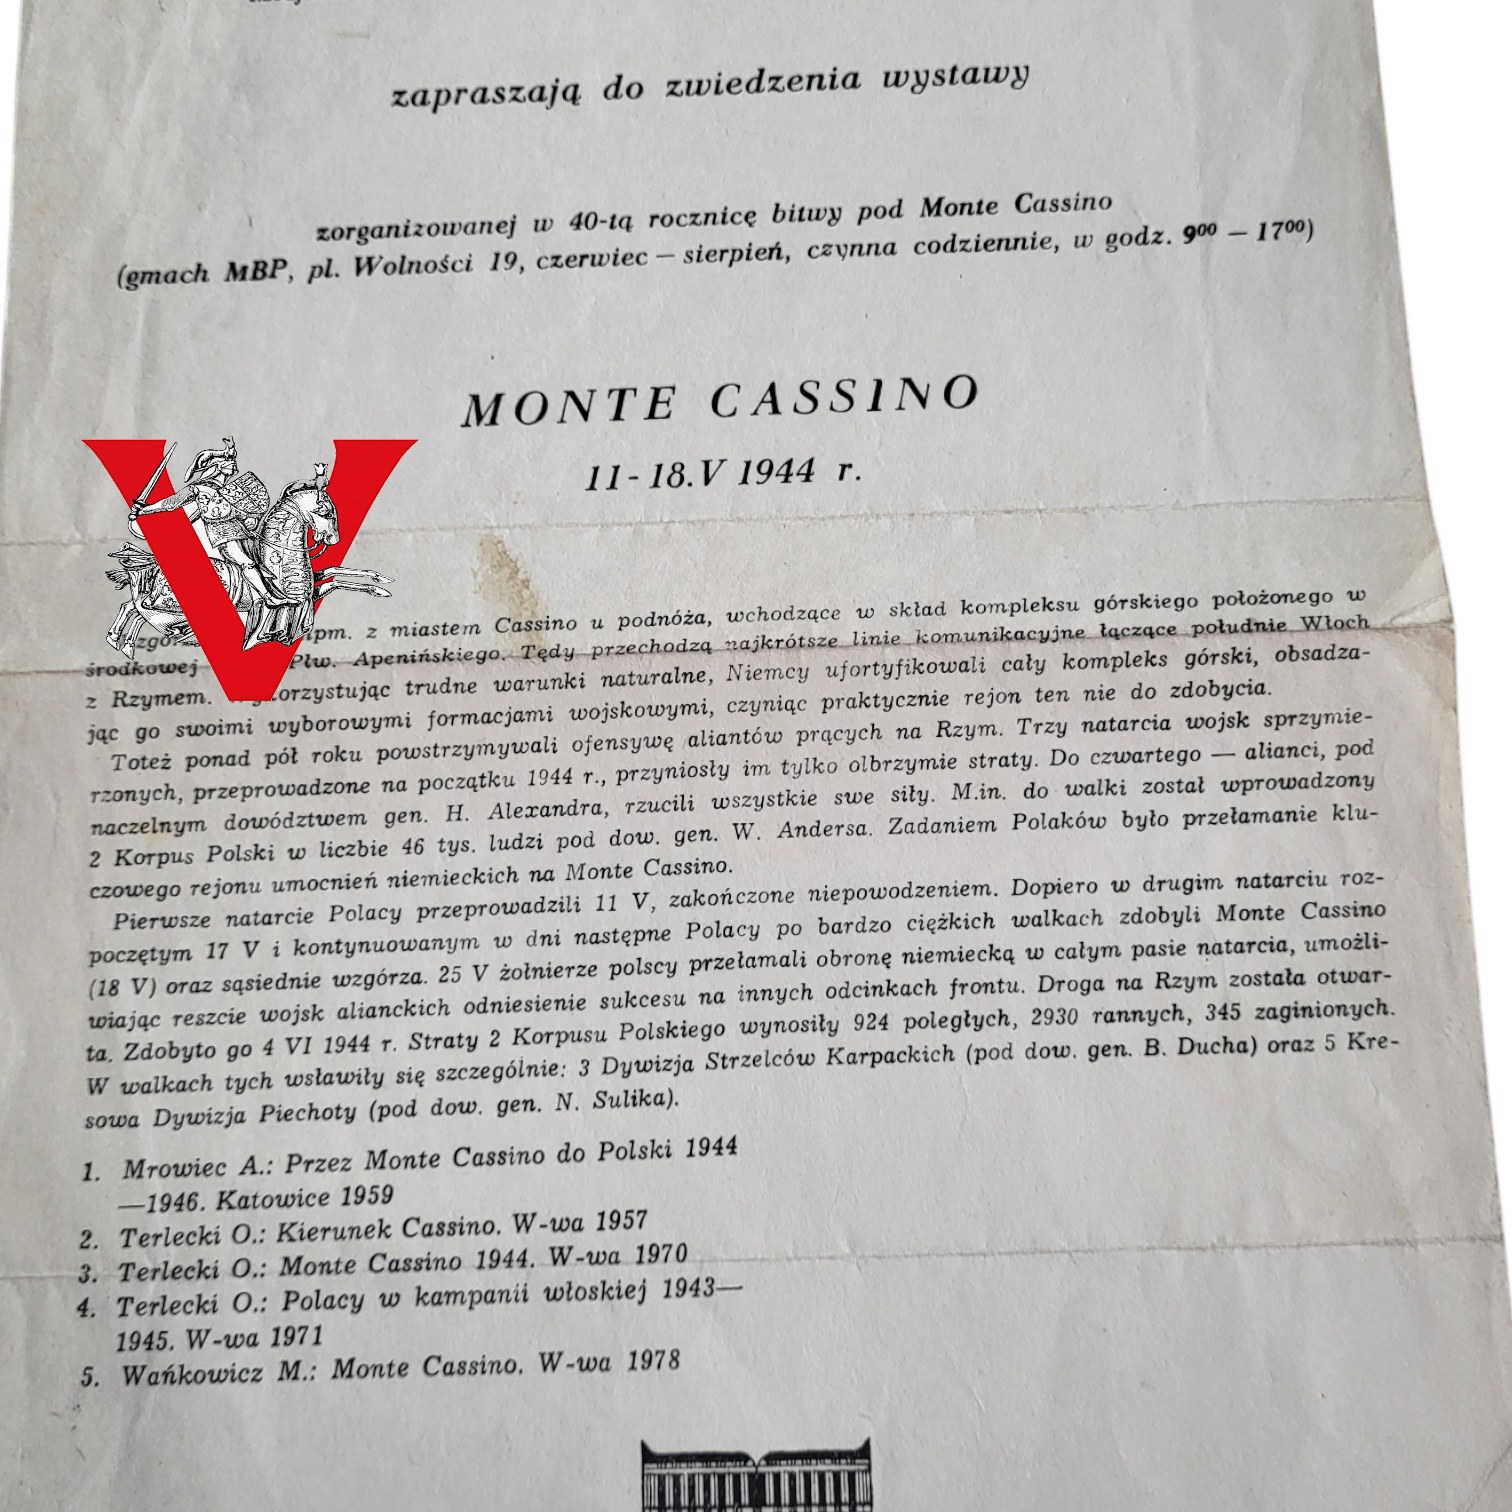 zapraszają do zwiedzenia wystawy
zorganizowanej w 40-tą rocznicę bitwy pod Monte Cassino
(gmach MBP, pl. Wolności 19, czerwiec — sierpień, czynna codziennie, w godz. 9⁰⁰ — 17⁰⁰)
MONTE CASSINO
11-18.V 1944 r.
V
npm. z miastem Cassino u podnóża, wchodzące w skład kompleksu górskiego położonego w
środkowej Płw. Apenińskiego. Tędy przechodzą najkrótsze linie komunikacyjne łączące południe Włoch
z Rzymem. orzystując trudne warunki naturalne, Niemcy ufortyfikowali cały kompleks górski, obsadza-
jąc go swoimi wyborowymi formacjami wojskowymi, czyniąc praktycznie rejon ten nie do zdobycia.
Toteż ponad pół roku powstrzymywali ofensywę aliantów prących na Rzym. Trzy natarcia wojsk sprzymie-
rzonych, przeprowadzone na początku 1944 r., przyniosły im tylko olbrzymie straty. Do czwartego — alianci, pod
naczelnym dowództwem gen. H. Alexandra, rzucili wszystkie swe siły. M.in. do walki został wprowadzony
2 Korpus Polski w liczbie 46 tys. ludzi pod dow. gen. W. Andersa. Zadaniem Polaków było przełamanie klu-
czowego rejonu umocnień niemieckich na Monte Cassino.
Pierwsze natarcie Polacy przeprowadzili 11 V, zakończone niepowodzeniem. Dopiero w drugim natarciu roz-
poczętym 17 V i kontynuowanym w dni następne Polacy po bardzo ciężkich walkach zdobyli Monte Cassino
(18 V) oraz sąsiednie wzgórza. 25 V żołnierze polscy przełamali obronę niemiecką w całym pasie natarcia, umożli-
wiając reszcie wojsk alianckich odniesienie sukcesu na innych odcinkach frontu. Droga na Rzym została otwar-
ta. Zdobyto go 4 VI 1944 r. Straty 2 Korpusu Polskiego wynosiły 924 poległych, 2930 rannych, 345 zaginionych.
W walkach tych wsławiły się szczególnie: 3 Dywizja Strzelców Karpackich (pod dow. gen. B. Ducha) oraz 5 Kre-
sowa Dywizja Piechoty (pod dow. gen. N. Sulika).
1. Mrowiec A.: Przez Monte Cassino do Polski 1944
—1946. Katowice 1959
2. Terlecki O.: Kierunek Cassino. W-wa 1957
3. Terlecki O.: Monte Cassino 1944. W-wa 1970
4. Terlecki O.: Polacy w kampanii włoskiej 1943—
1945. W-wa 1971
5. Wańkowicz M.: Monte Cassino. W-wa 1978